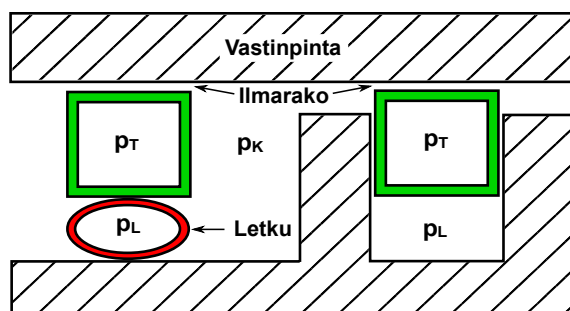 Vastinpinta
Ilmarako
pT pK pT
pL Letku pL